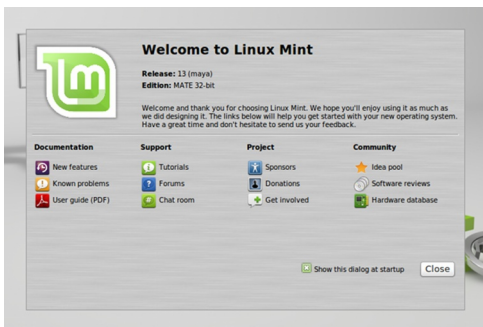 Welcome to Linux Mint
Release: 13 (maya)
Edition: MATE 32-bit
Welcome and thank you for choosing Linux Mint. We hope you'll enjoy using it as much as
we did designing it. The links below will help you get started with your new operating system.
Have a great time and don't hesitate to send us your feedback.
Documentation Support Project Community
New features Tutorials Sponsors Idea pool
Known problems Forums Donations Software reviews
User guide (PDF) Chat room Get involved Hardware database
Show this dialog at startup Close